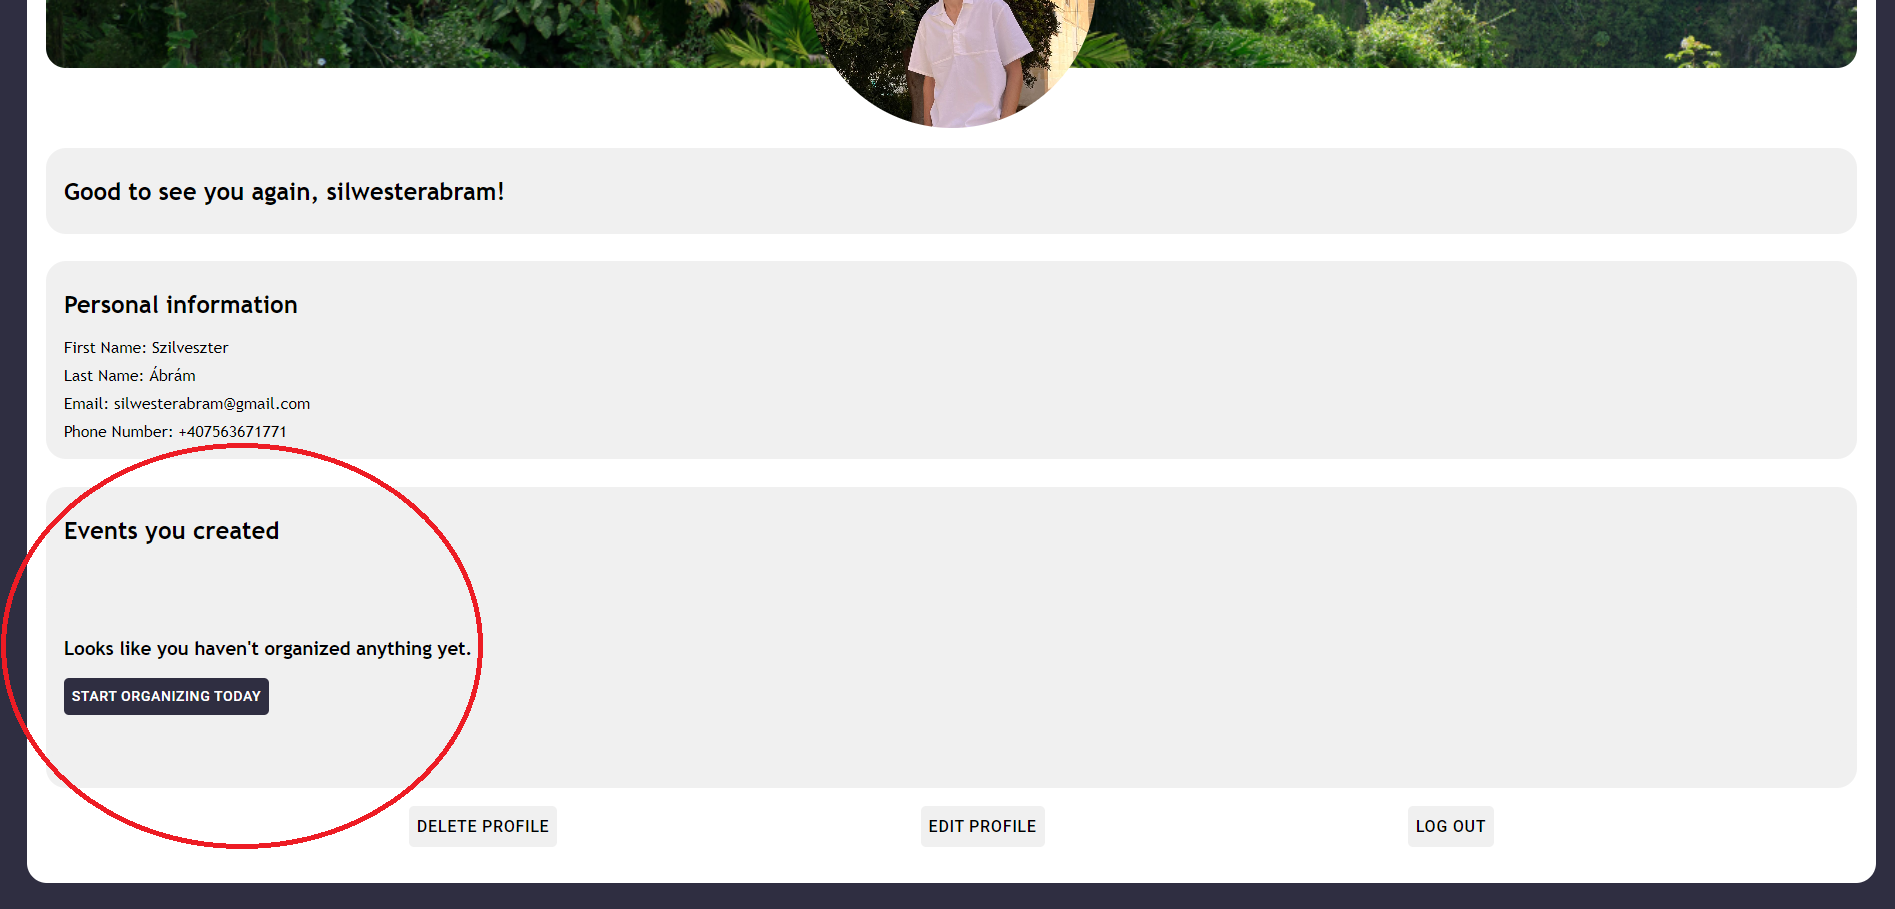 Good to see you again, silwesterabram!
Personal information
First Name: Szilveszter
Last Name: Ábrám
Email: silwesterabram@gmail.com
Phone Number: +407563671771
Events you created
Looks like you haven't organized anything yet.
START ORGANIZING TODAY
DELETE PROFILE
EDIT PROFILE
LOG OUT